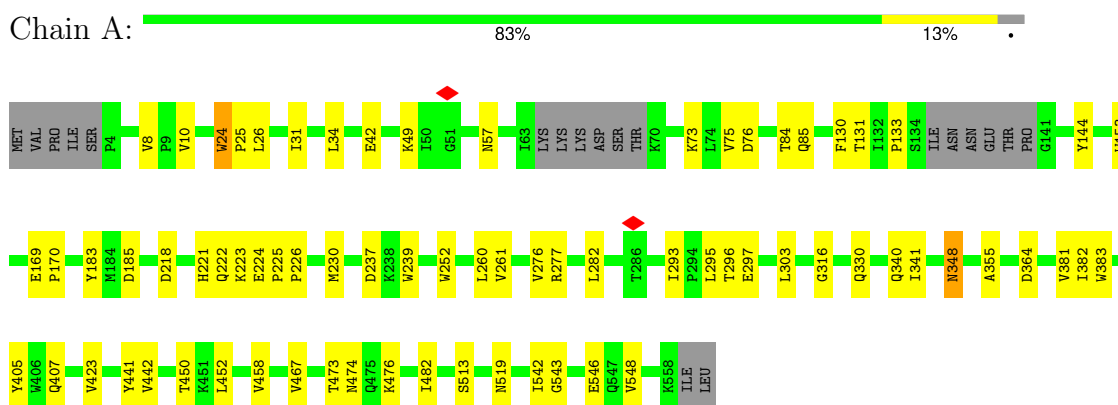 Chain A:
83% 13% •
MET VAL PRO ILE SER P4 V8 P9 V10 W24 P25 L26 I31 L34 E42 K49 I50 G51 N57 I63 LYS LYS LYS ASP SER THR K70 K73 L74 V75 D76 T84 Q85 F130 T131 I132 P133 S134 ILE ASN ASN GLU THR PRO G141 Y144
E169 P170 Y183 M184 D185 D218 H221 Q222 K223 E224 P225 P226 M230 D237 K238 W239 W252 L260 V261 V276 R277 L282 T286 I293 P294 L295 T296 E297 L303 G316 Q330 Q340 I341 N348 A355 D364 V381 I382 W383
Y405 W406 Q407 V423 Y441 V442 T450 K451 L452 V458 V467 T473 N474 Q475 K476 I482 S513 N519 I542 G543 E546 Q547 V548 K558 ILE LEU